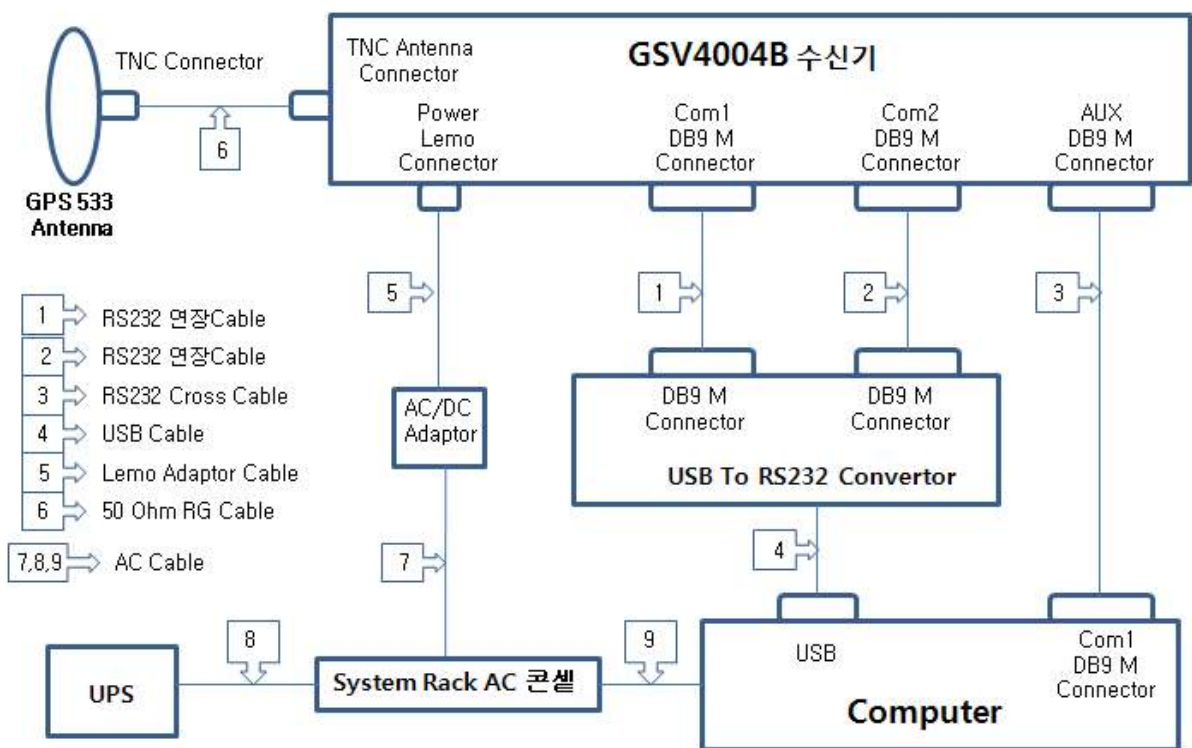 TNC Connector
TNC Antenna
Connector
GSV4004B 수신기
Power
Lemo
Connector
Com1
DB9 M
Connector
Com2
DB9 M
Connector
AUX
DB9 M
Connector
6
GPS 533
Antenna
5
1
2
3
1 RS232 연장Cable
2 RS232 연장Cable
3 RS232 Cross Cable
4 USB Cable
5 Lemo Adaptor Cable
6 50 Ohm RG Cable
7,8,9 AC Cable
AC/DC
Adaptor
DB9 M
Connector
DB9 M
Connector
USB To RS232 Convertor
7
4
8
9
UPS
System Rack AC 콘셑
USB
Com1
DB9 M
Connector
Computer